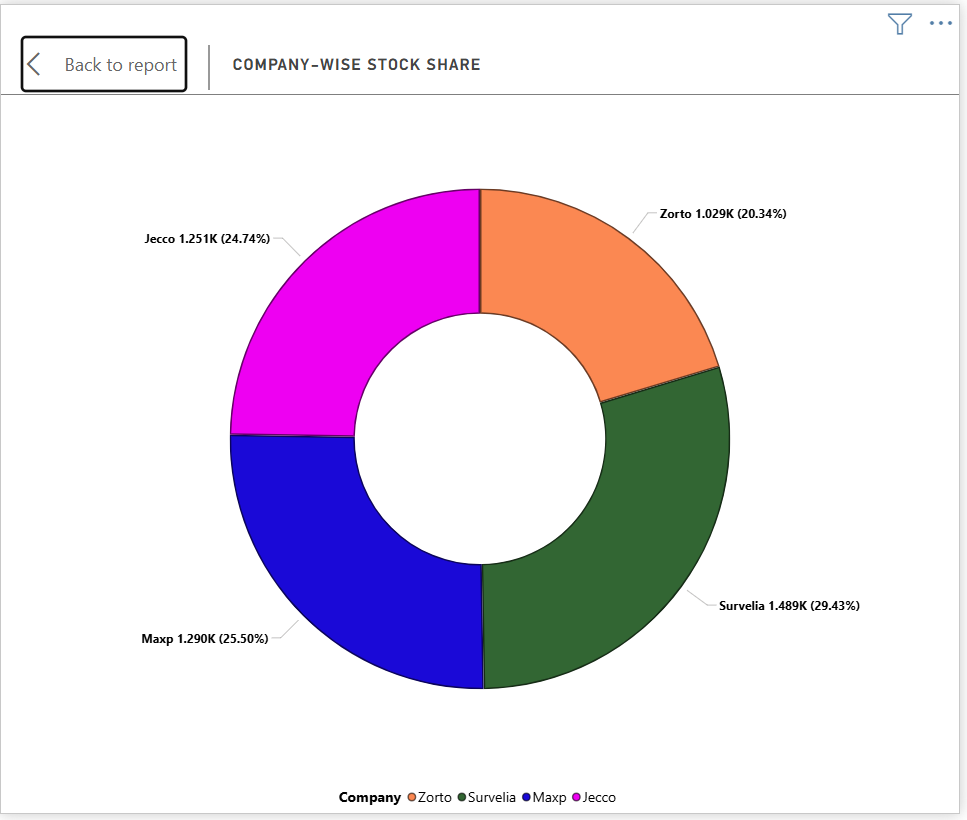 Back to report
COMPANY-WISE STOCK SHARE
Zorto 1.029K (20.34%)
Jecco 1.251K (24.74%)
Survelia 1.489K (29.43%)
Maxp 1.290K (25.50%)
Company Zorto Survelia Maxp Jecco